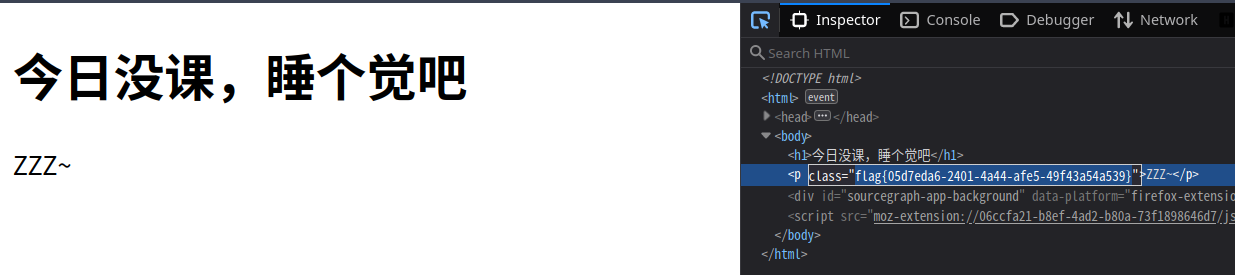 今日没课，睡个觉吧
ZZZ~
Inspector
Console
Debugger
Network
Search HTML
<!DOCTYPE html>
<html> event
<head> ··· </head>
<body>
<h1>今日没课，睡个觉吧</h1>
<p class="flag{05d7eda6-2401-4a44-afe5-49f43a54a539}">ZZZ~</p>
<div id="sourcegraph-app-background" data-platform="firefox-extensio
<script src="moz-extension://06ccfa21-b8ef-4ad2-b80a-73f1898646d7/js
</body>
</html>